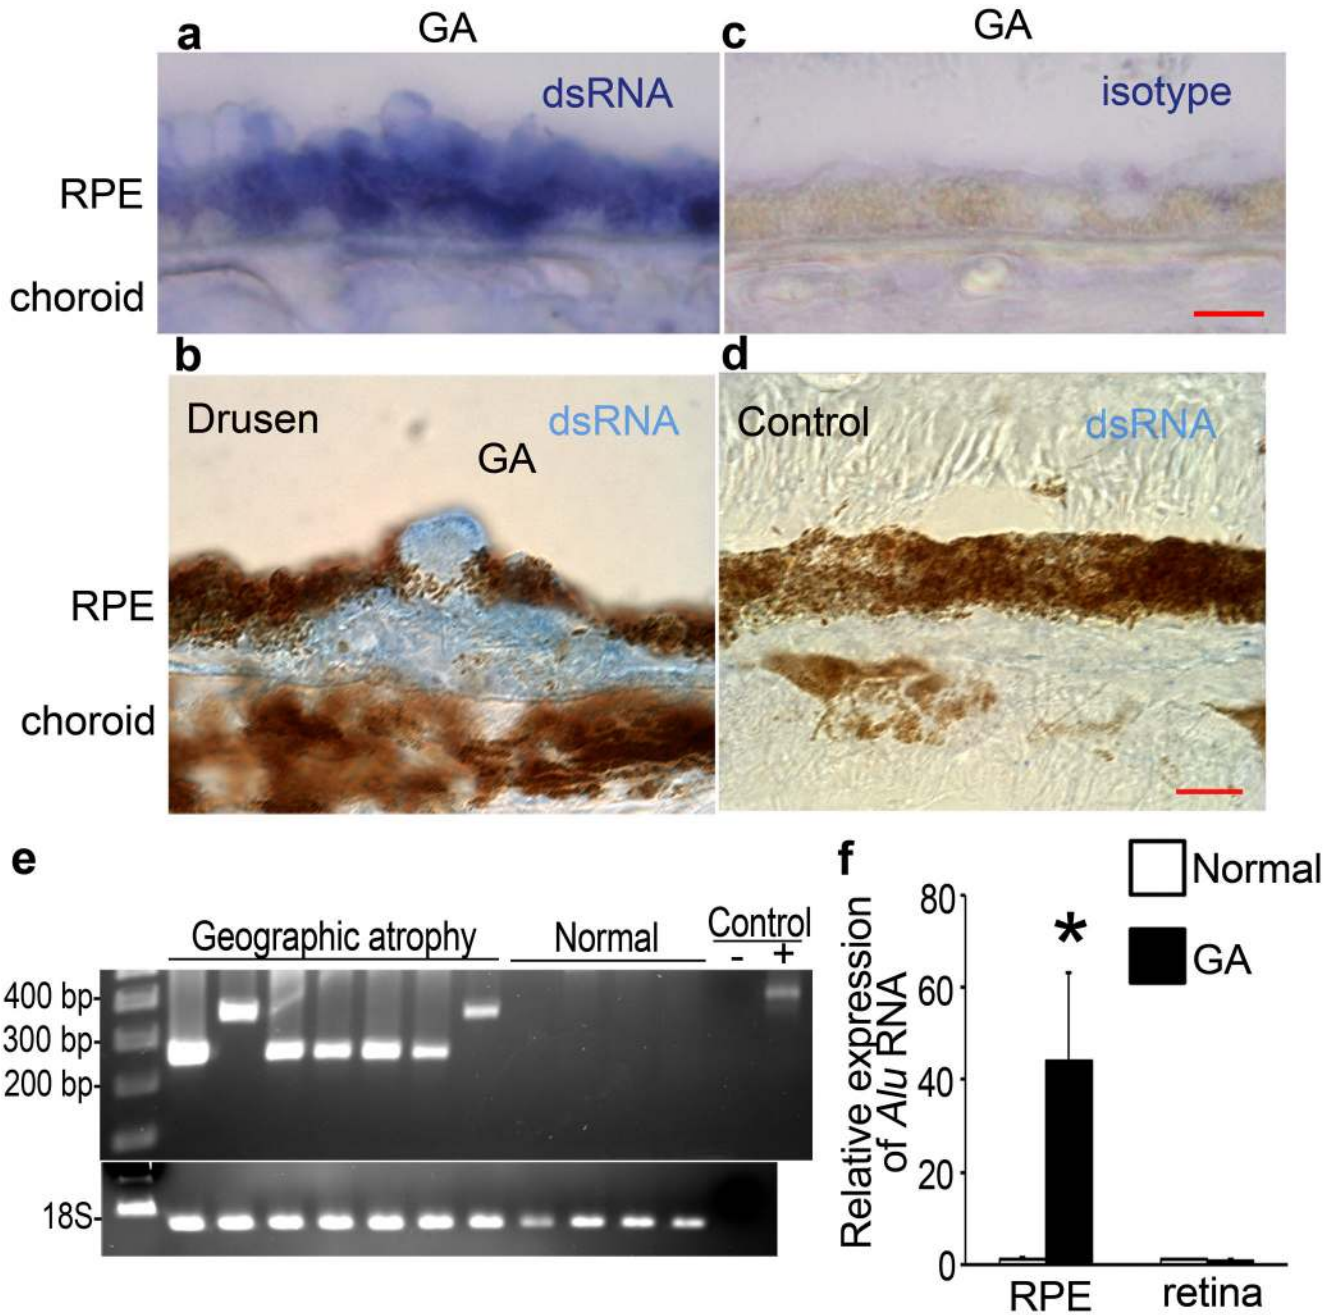 a
GA
c
GA
dsRNA
isotype
RPE
choroid
b
d
Drusen
dsRNA
GA
Control
dsRNA
RPE
choroid
e
Geographic atrophy
Normal
Control
- +
400 bp-
300 bp-
200 bp-
18S-
f
Normal
GA
Relative expression
of Alu RNA
80
60
40
20
0
*
RPE
retina